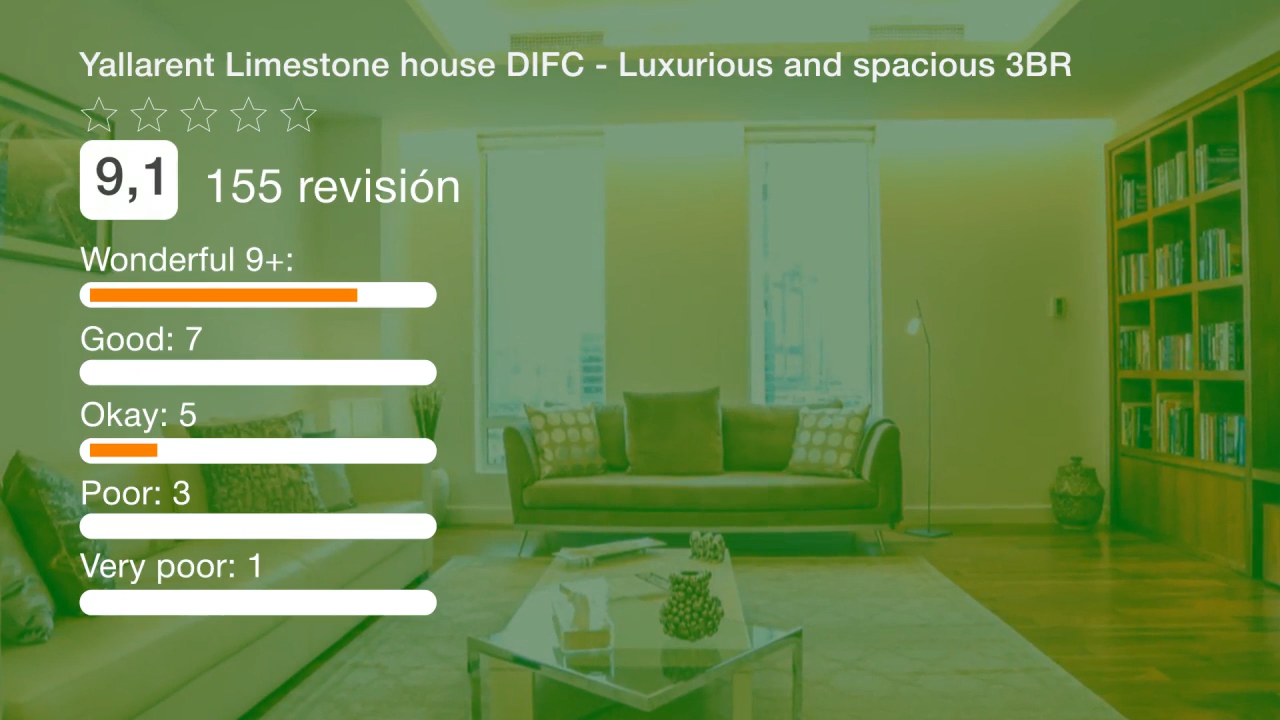 Yallarent Limestone house DIFC - Luxurious and spacious 3BR
9,1
155 revisión
Wonderful 9+:
Good: 7
Okay: 5
Poor: 3
Very poor: 1